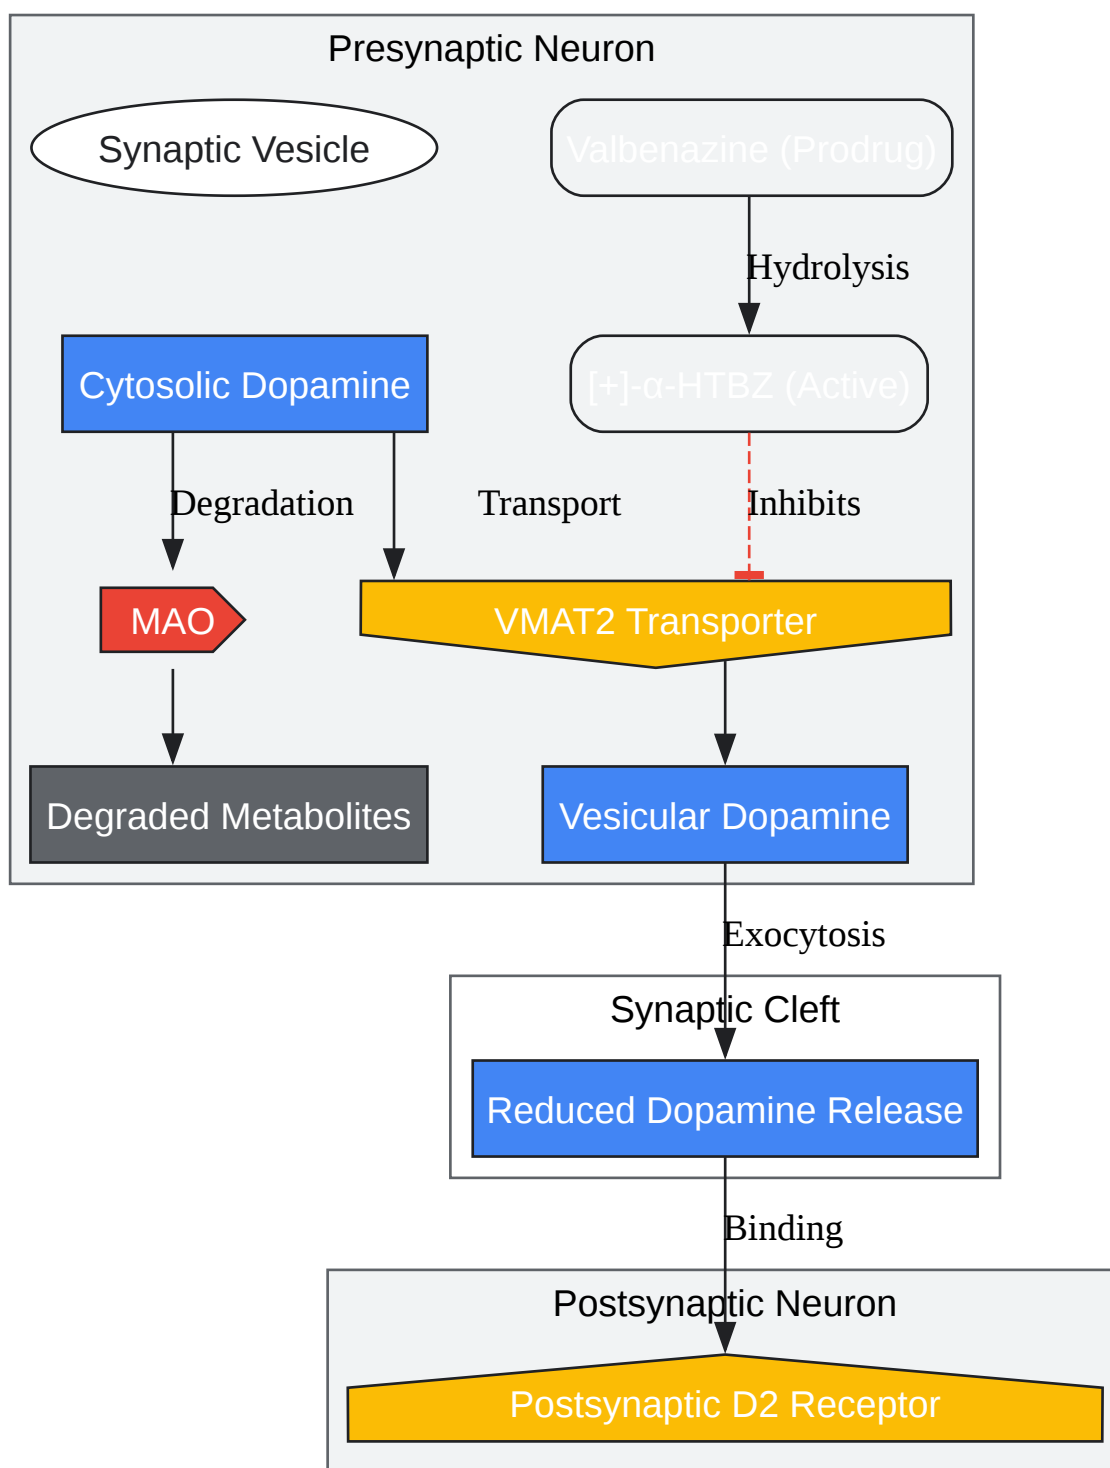 Presynaptic Neuron
Synaptic Vesicle
Valbenazine (Prodrug)
Hydrolysis
Cytosolic Dopamine
[+]-α-HTBZ (Active)
Degradation
Transport
Inhibits
MAO
VMAT2 Transporter
Degraded Metabolites
Vesicular Dopamine
Exocytosis
Synaptic Cleft
Reduced Dopamine Release
Binding
Postsynaptic Neuron
Postsynaptic D2 Receptor